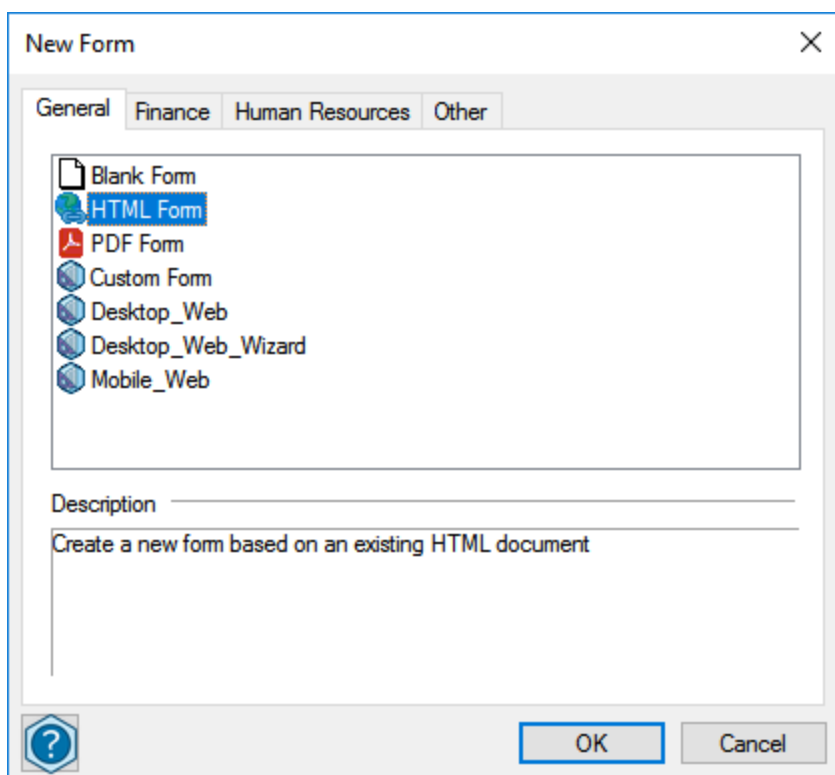 New Form
General Finance Human Resources Other
Blank Form
HTML Form
PDF Form
Custom Form
Desktop_Web
Desktop_Web_Wizard
Mobile_Web
Description
Create a new form based on an existing HTML document
? OK Cancel